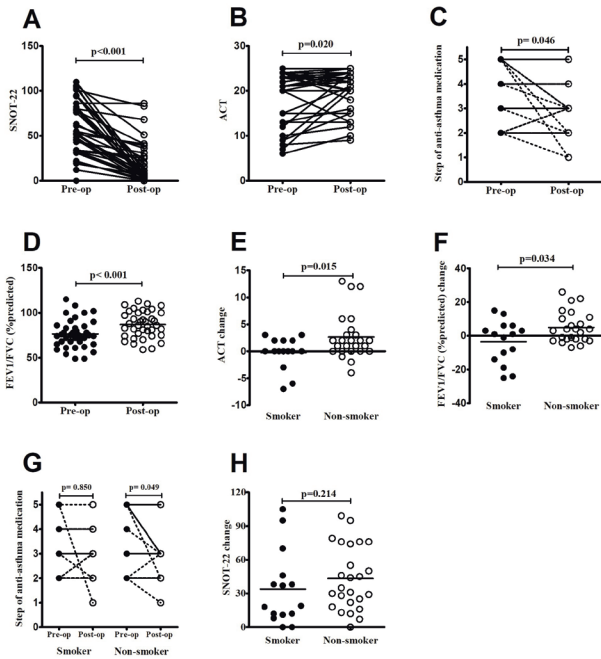 A
p<0.001
SNOT-22
150
100
50
0
Pre-op Post-op
B
p=0.020
ACT
30
20
10
0
Pre-op Post-op
C
p= 0.046
Step of anti-asthma medication
5
4
3
2
1
0
Pre-op Post-op
D
p< 0.001
FEV1/FVC (%predicted)
150
100
50
0
Pre-op Post-op
E
p=0.015
ACT change
15
10
5
0
-5
-10
Smoker Non-smoker
F
p=0.034
FEV1/FVC (%predicted) change
40
20
0
-20
-40
Smoker Non-smoker
G
p= 0.850 p= 0.049
Step of anti-asthma medication
5
4
3
2
1
0
Pre-op Post-op Pre-op Post-op
Smoker Non-smoker
H
p=0.214
SNOT-22 change
120
90
60
30
0
Smoker Non-smoker